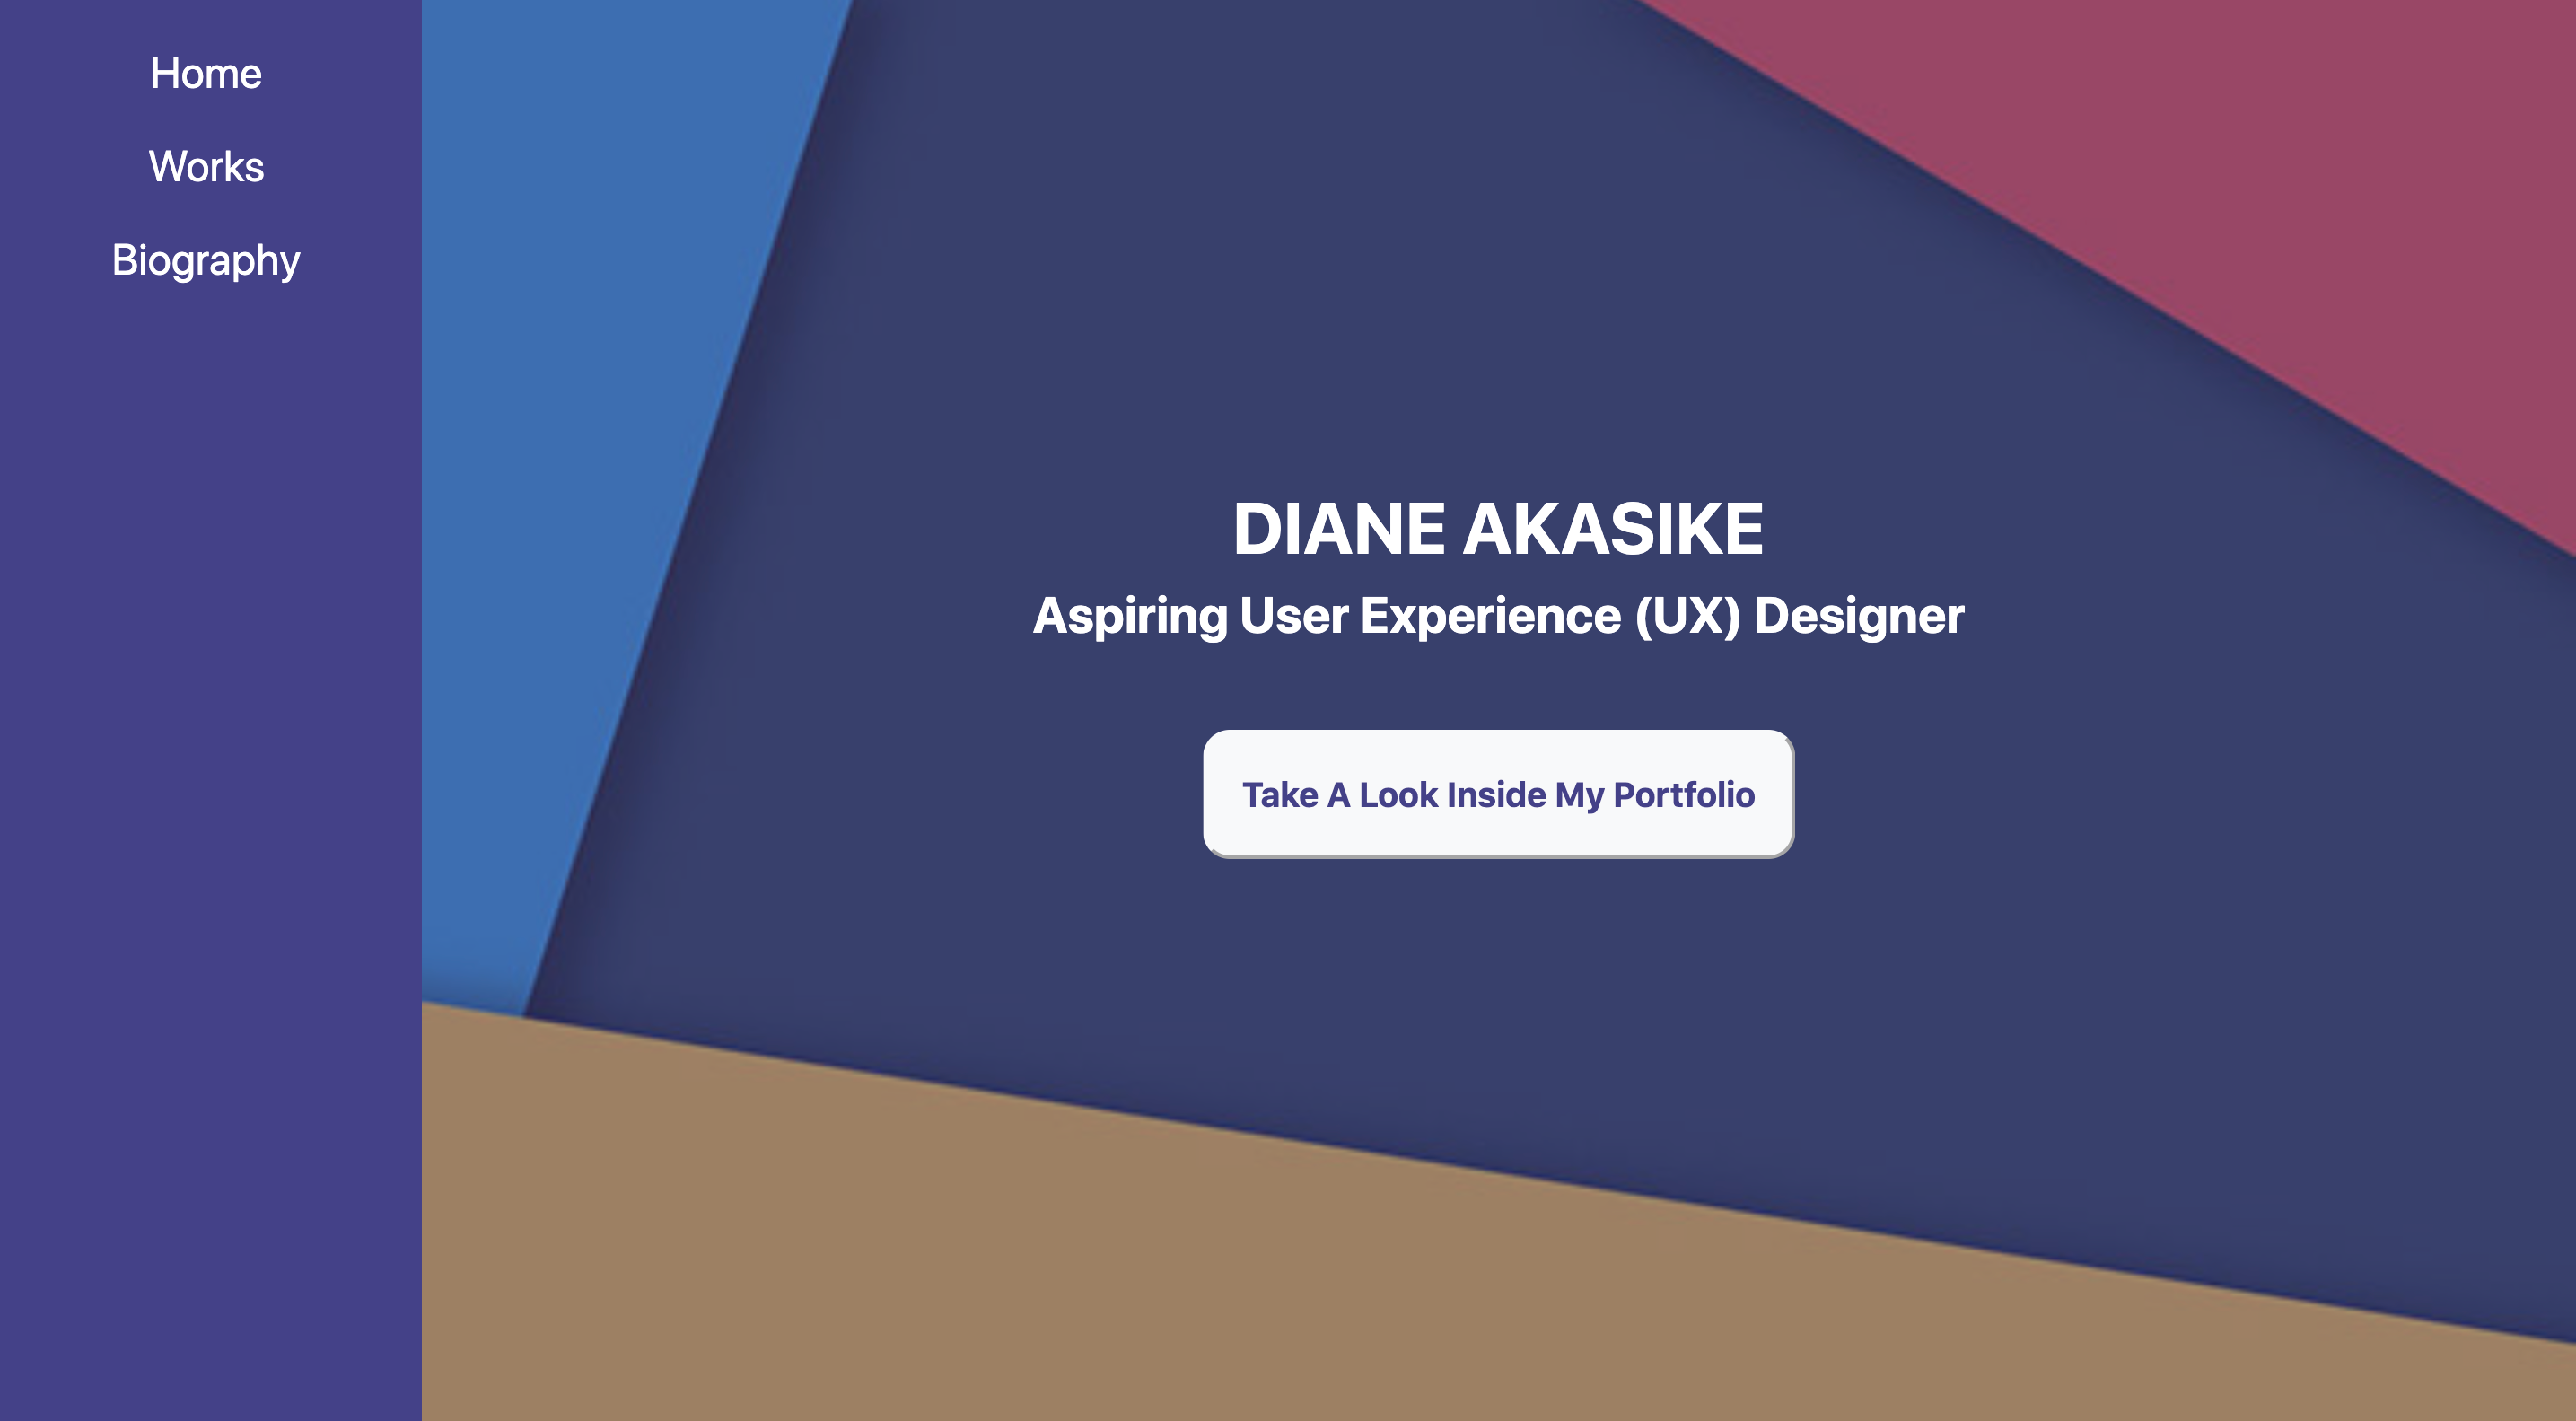 Home
Works
Biography
DIANE AKASIKE
Aspiring User Experience (UX) Designer
Take A Look Inside My Portfolio